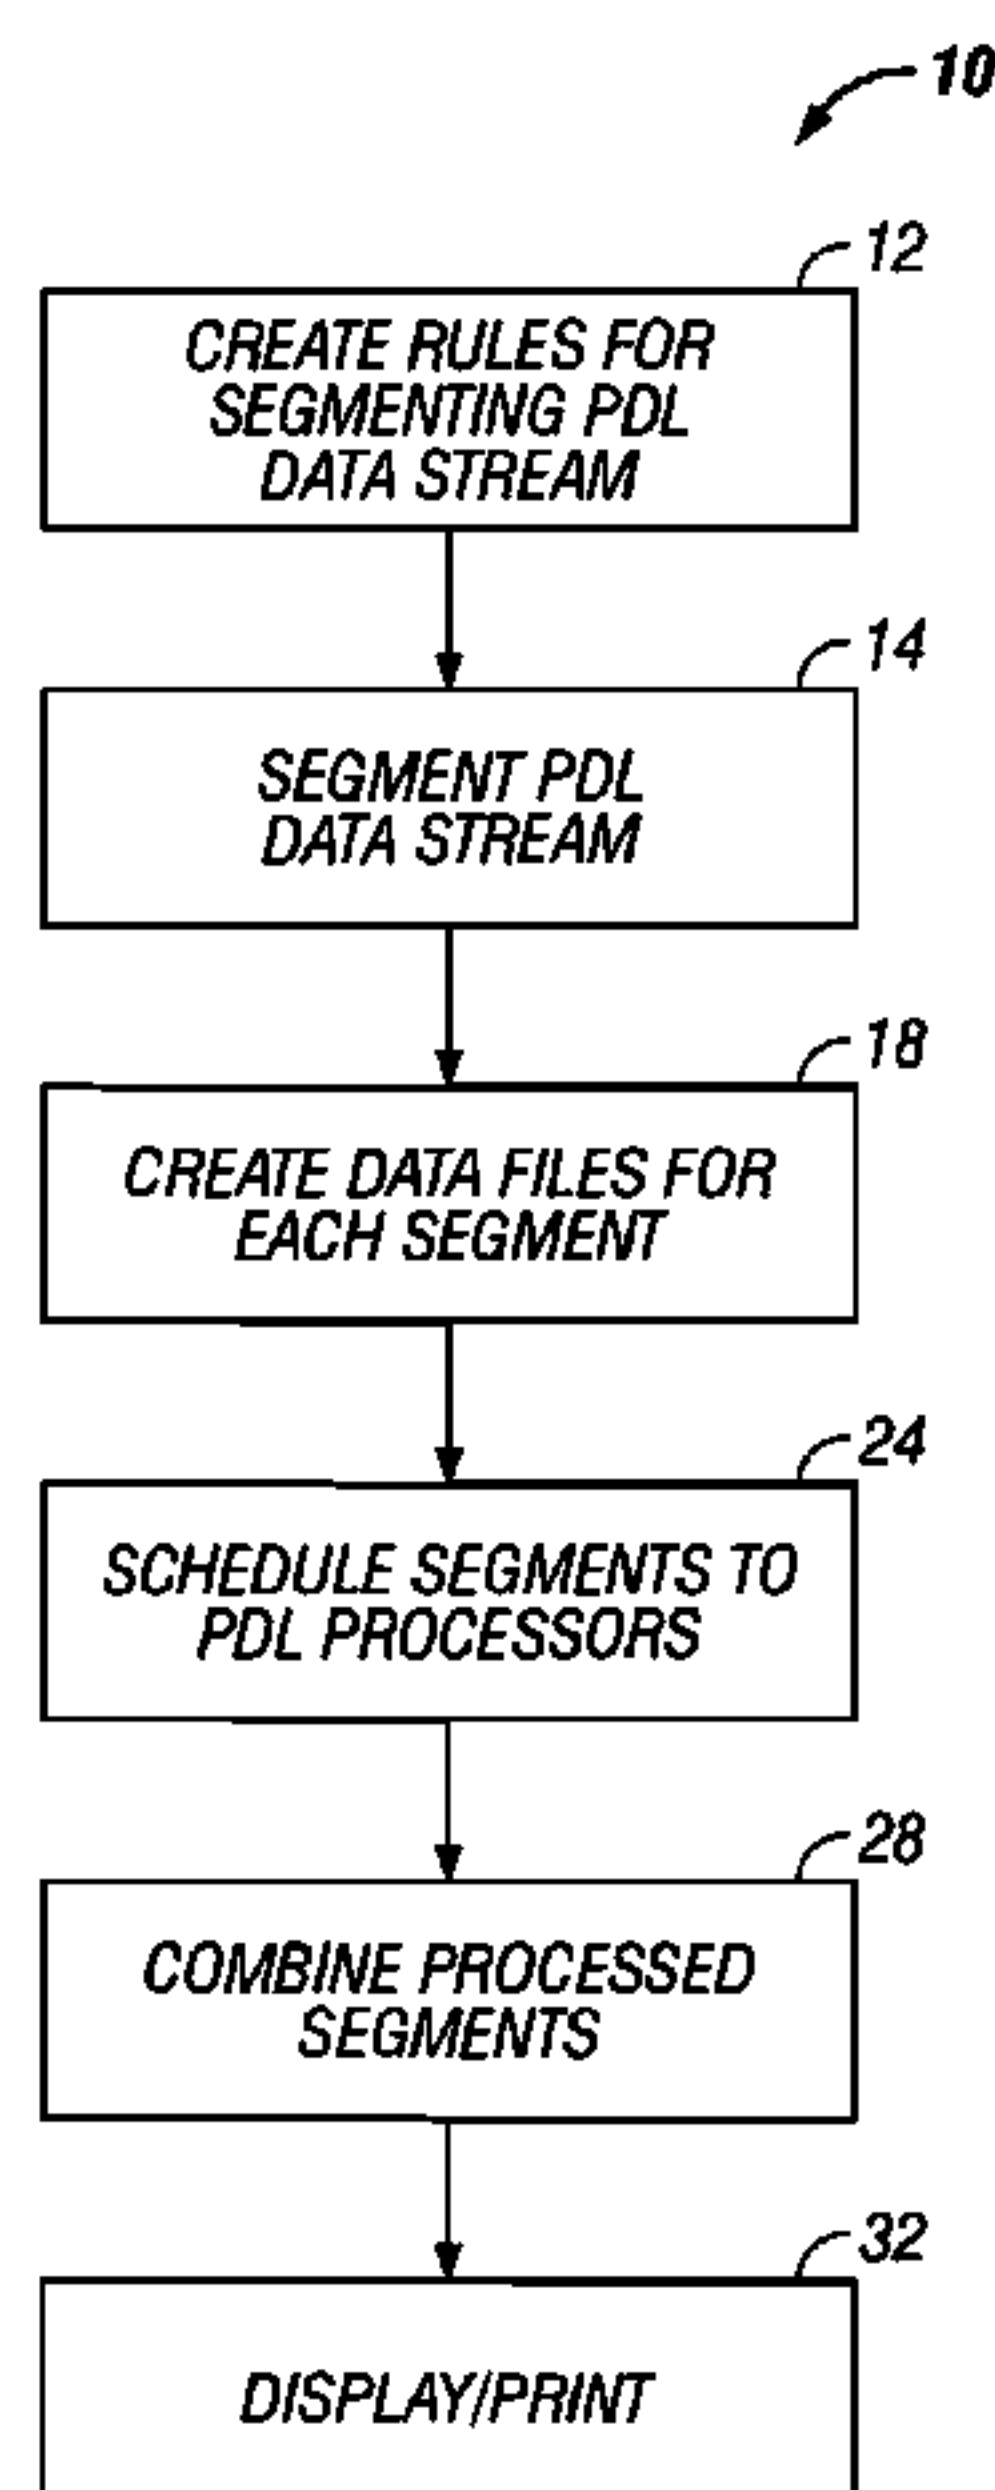 10
12
CREATE RULES FOR
SEGMENTING PDL
DATA STREAM
14
SEGMENT PDL
DATA STREAM
18
CREATE DATA FILES FOR
EACH SEGMENT
24
SCHEDULE SEGMENTS TO
PDL PROCESSORS
28
COMBINE PROCESSED
SEGMENTS
32
DISPLAY/PRINT